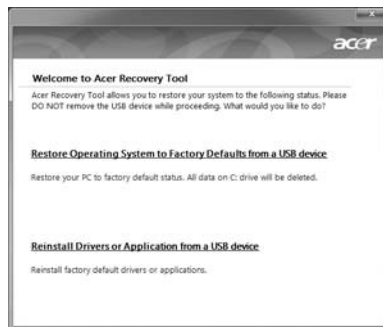 acer
Welcome to Acer Recovery Tool
Acer Recovery Tool allows you to restore your system to the following status. Please
DO NOT remove the USB device while proceeding. What would you like to do?
Restore Operating System to Factory Defaults from a USB device
Restore your PC to factory default status. All data on C: drive will be deleted.
Reinstall Drivers or Application from a USB device
Reinstall factory default drivers or applications.